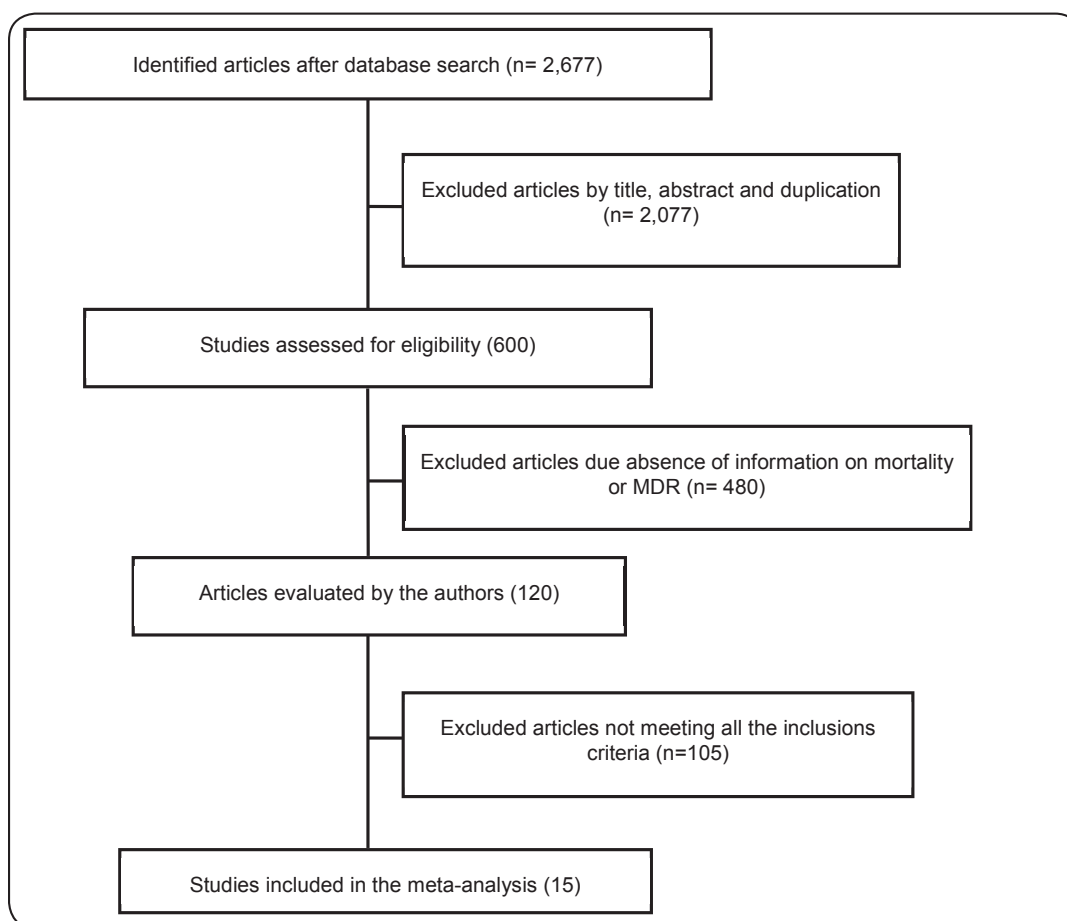 Identified articles after database search (n= 2,677)
Excluded articles by title, abstract and duplication
(n= 2,077)
Studies assessed for eligibility (600)
Excluded articles due absence of information on mortality
or MDR (n= 480)
Articles evaluated by the authors (120)
Excluded articles not meeting all the inclusions
criteria (n=105)
Studies included in the meta-analysis (15)